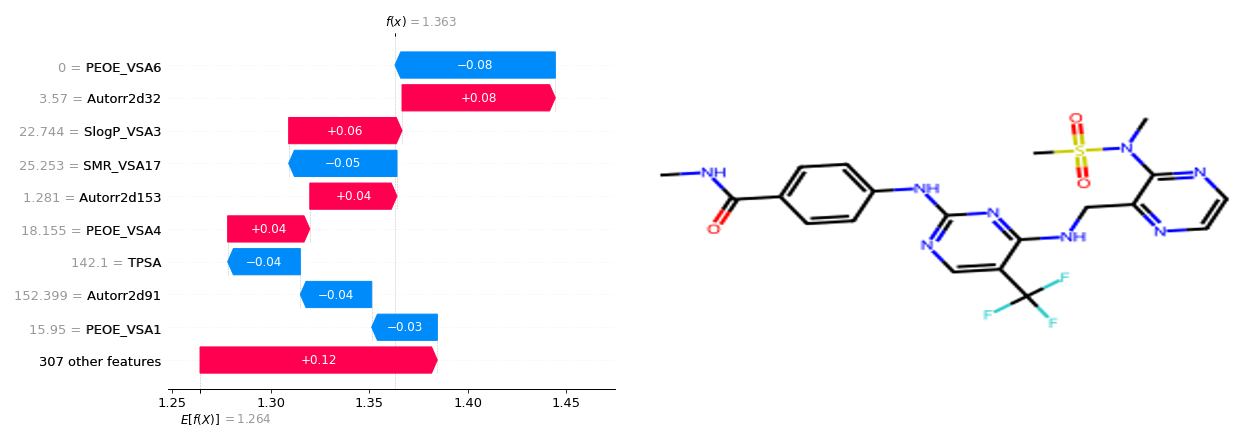 f(x) = 1.363
0 = PEOE_VSA6
−0.08
3.57 = Autorr2d32
+0.08
22.744 = SlogP_VSA3
+0.06
25.253 = SMR_VSA17
−0.05
1.281 = Autorr2d153
+0.04
18.155 = PEOE_VSA4
+0.04
142.1 = TPSA
−0.04
152.399 = Autorr2d91
−0.04
15.95 = PEOE_VSA1
−0.03
307 other features
+0.12
1.25 1.30 1.35 1.40 1.45
E[f(X)] = 1.264
O
S
N
N
NH
O
NH
N
N
NH
O
N
F
F
F